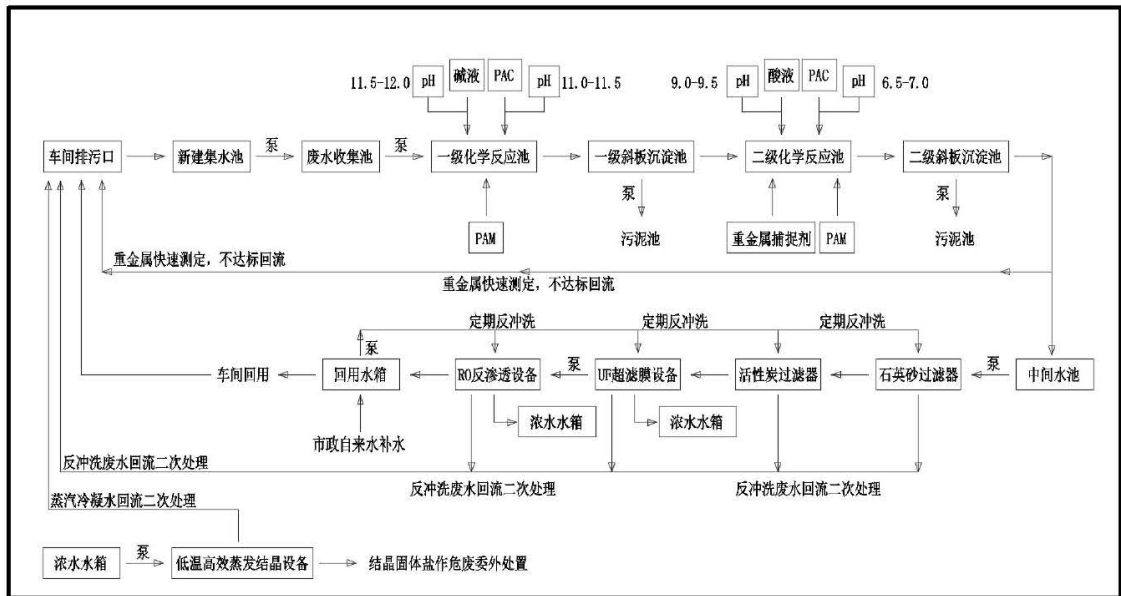 11.5-12.0
pH
碱液
PAC
pH
11.0-11.5
9.0-9.5
pH
酸液
PAC
pH
6.5-7.0
车间排污口
新建集水池
泵
废水收集池
泵
一级化学反应池
一级斜板沉淀池
二级化学反应池
二级斜板沉淀池
泵
泵
PAM
污泥池
重金属捕捉剂
PAM
污泥池
重金属快速测定，不达标回流
重金属快速测定，不达标回流
定期反冲洗
定期反冲洗
定期反冲洗
泵
车间回用
回用水箱
RO反渗透设备
泵
UF超滤膜设备
活性炭过滤器
石英砂过滤器
泵
中间水池
浓水水箱
浓水水箱
市政自来水补水
反冲洗废水回流二次处理
反冲洗废水回流二次处理
反冲洗废水回流二次处理
蒸汽冷凝水回流二次处理
浓水水箱
泵
低温高效蒸发结晶设备
结晶固体盐作危废委外处置